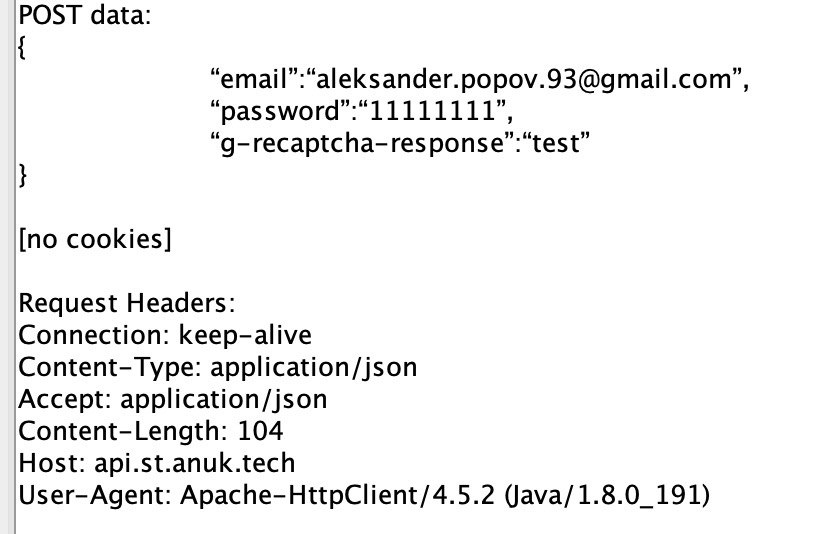 POST data:
{
“email”:“aleksander.popov.93@gmail.com”,
“password”:“11111111”,
“g-recaptcha-response”:“test”
}
[no cookies]
Request Headers:
Connection: keep-alive
Content-Type: application/json
Accept: application/json
Content-Length: 104
Host: api.st.anuk.tech
User-Agent: Apache-HttpClient/4.5.2 (Java/1.8.0_191)